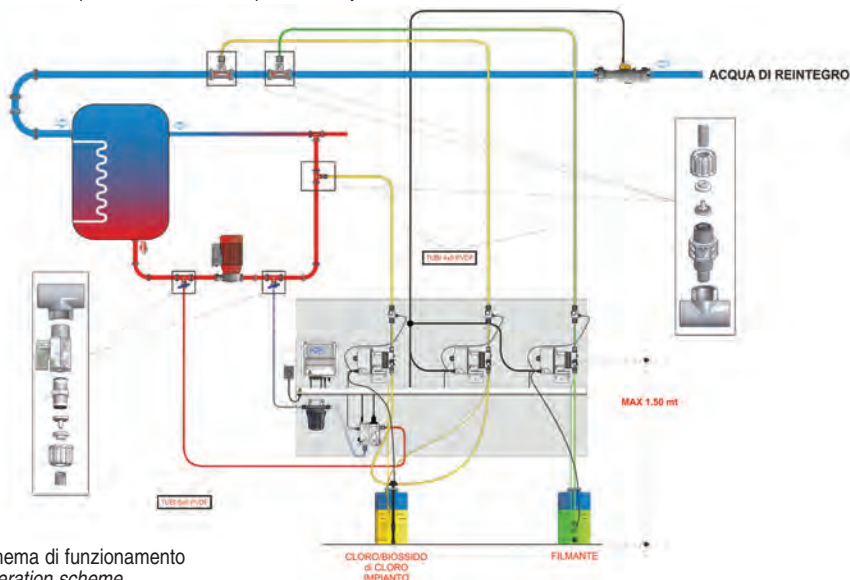 ACQUA DI REINTEGRO
TUBI 4x6 PVDF
MAX 1.50 mt
TUBI 6x8 PVDF
CLORO/BIOSSIDO
di CLORO
IMPIANTO
FILMANTE
nema di funzionamento
eration scheme